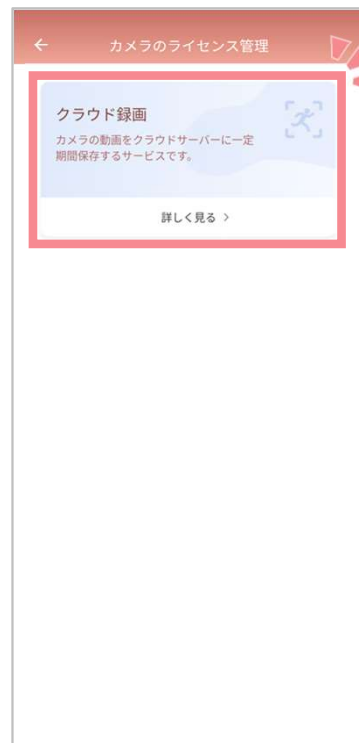 カメラのライセンス管理
クラウド録画
カメラの動画をクラウドサーバーに一定
期間保存するサービスです。
詳しく見る >